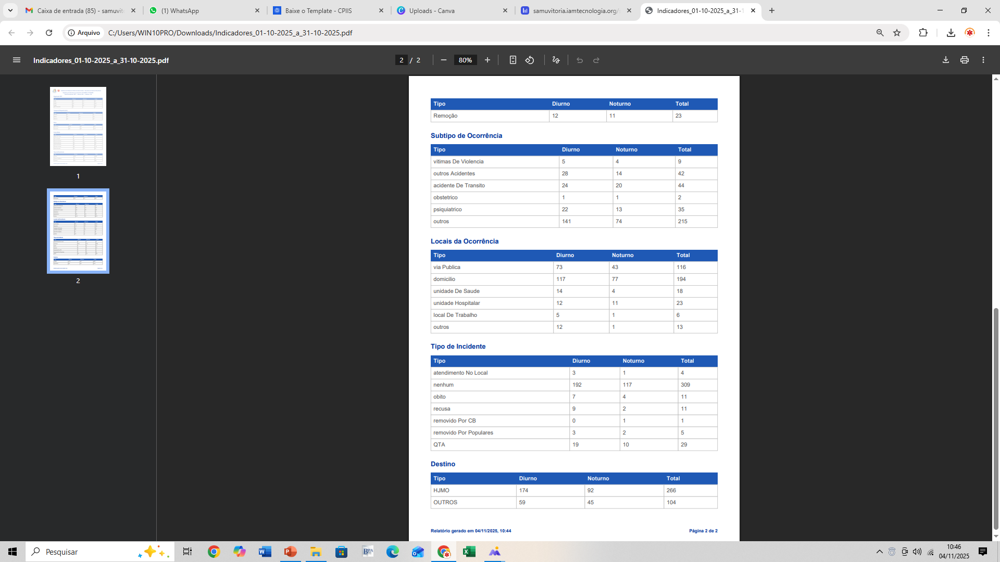 Caixa de entrada (85) - samuvit
(1) WhatsApp
Baixe o Template - CPIIS
Uploads - Canva
samuvitoria.iamtecnologia.org/
Indicadores_01-10-2025_a_31-1
Arquivo C:/Users/WIN10PRO/Downloads/Indicadores_01-10-2025_a_31-10-2025.pdf
Indicadores_01-10-2025_a_31-10-2025.pdf
2 / 2
80%
1
2
Tipo Diurno Noturno Total
Remoção 12 11 23
Subtipo de Ocorrência
Tipo Diurno Noturno Total
vitimas De Violencia 5 4 9
outros Acidentes 28 14 42
acidente De Transito 24 20 44
obstetrico 1 1 2
psiquiatrico 22 13 35
outros 141 74 215
Locais da Ocorrência
Tipo Diurno Noturno Total
via Publica 73 43 116
domicilio 117 77 194
unidade De Saude 14 4 18
unidade Hospitalar 12 11 23
local De Trabalho 5 1 6
outros 12 1 13
Tipo de Incidente
Tipo Diurno Noturno Total
atendimento No Local 3 1 4
nenhum 192 117 309
obito 7 4 11
recusa 9 2 11
removido Por CB 0 1 1
removido Por Populares 3 2 5
QTA 19 10 29
Destino
Tipo Diurno Noturno Total
HJMO 174 92 266
OUTROS 59 45 104
Relatório gerado em 04/11/2025, 10:44 Página 2 de 2
Pesquisar
10:46
04/11/2025